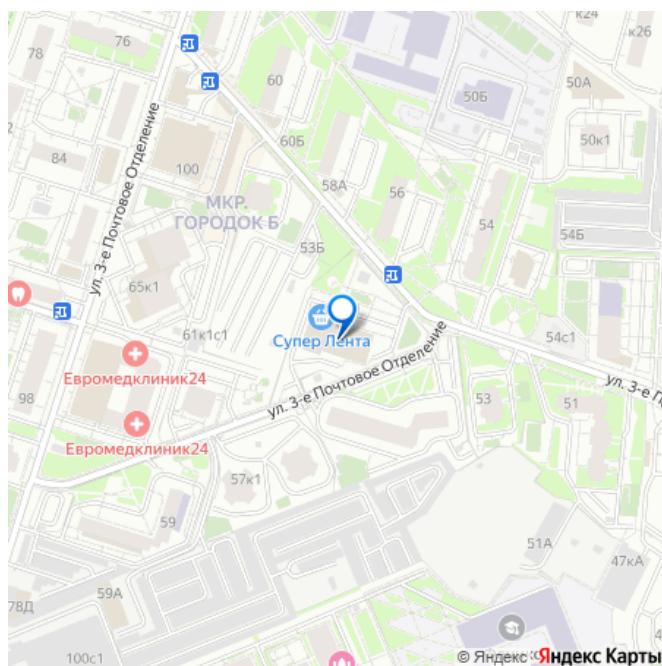 к24
к26
78
76
60
50А
50Б
ул. 3-е Почтовое Отделение
60Б
50к1
84
100
58А
56
МКР.
ГОРОДОК Б
54
54Б
53Б
65к1
61к1с1
Супер Лента
54с1
Евромедклиник24
ул. 3-е Почтовое Отделение
ул. 3-е П
98
53
51
Евромедклиник24
57к1
59
51А
47кА
59А
78Д
100с1
© Яндекс
Яндекс Карты